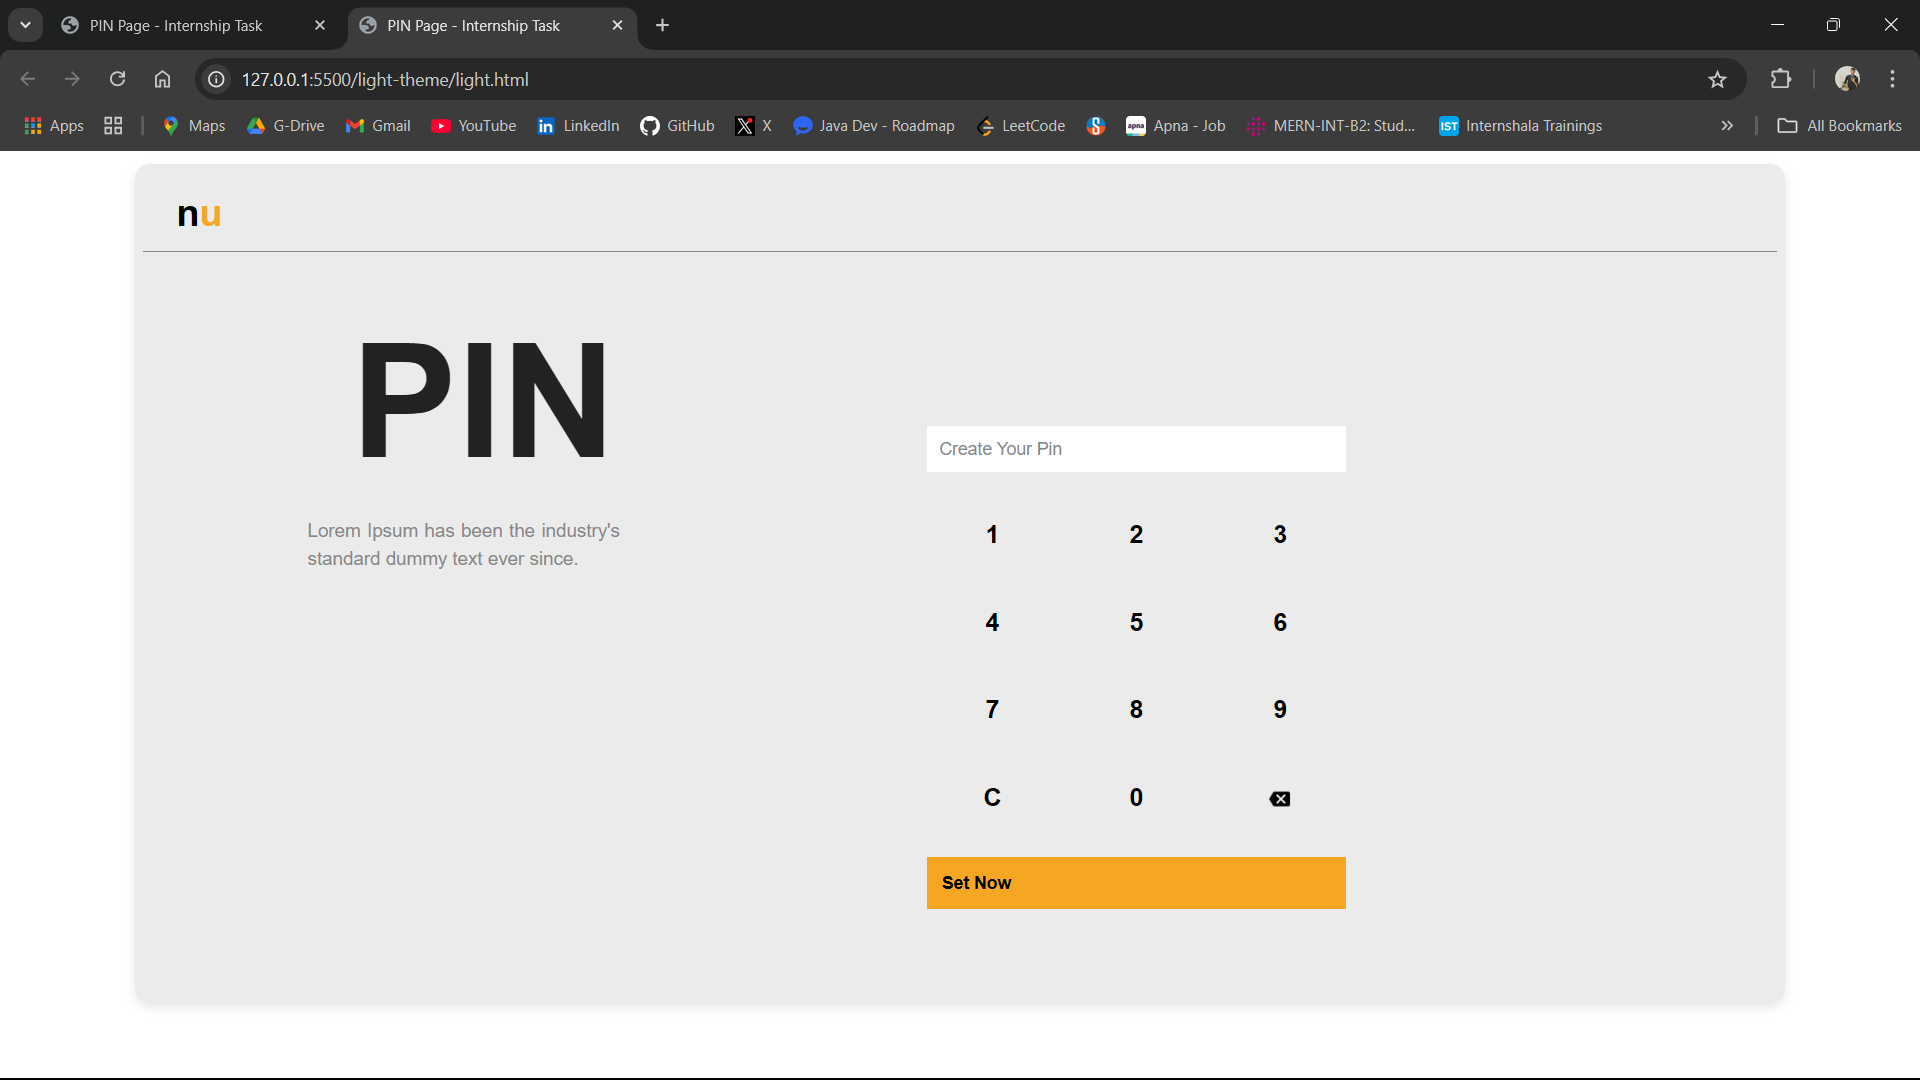 PIN Page - Internship Task
PIN Page - Internship Task
127.0.0.1:5500/light-theme/light.html
Apps Maps G-Drive Gmail YouTube LinkedIn GitHub X Java Dev - Roadmap LeetCode apna Apna - Job MERN-INT-B2: Stud... IST Internshala Trainings All Bookmarks
nu
PIN
Lorem Ipsum has been the industry's
standard dummy text ever since.
Create Your Pin
1 2 3
4 5 6
7 8 9
C 0
Set Now